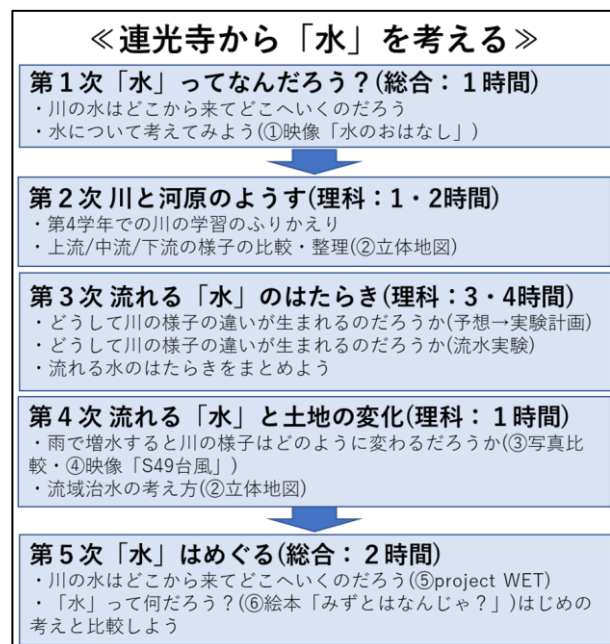 ≪連光寺から「水」を考える≫
第１次「水」ってなんだろう？(総合：１時間)
・川の水はどこから来てどこへいくのだろう
・水について考えてみよう(①映像「水のおはなし」)
第２次 川と河原のようす(理科：1・2時間)
・第4学年での川の学習のふりかえり
・上流/中流/下流の様子の比較・整理(②立体地図)
第３次 流れる「水」のはたらき(理科：3・4時間)
・どうして川の様子の違いが生まれるのだろうか(予想→実験計画)
・どうして川の様子の違いが生まれるのだろうか(流水実験)
・流れる水のはたらきをまとめよう
第４次 流れる「水」と土地の変化(理科：１時間)
・雨で増水すると川の様子はどのように変わるだろうか(③写真比
較・④映像「S49台風」)
・流域治水の考え方(②立体地図)
第５次「水」はめぐる(総合：２時間)
・川の水はどこから来てどこへいくのだろう(⑤project WET)
・「水」って何だろう？(⑥絵本「みずとはなんじゃ？」)はじめの
考えと比較しよう